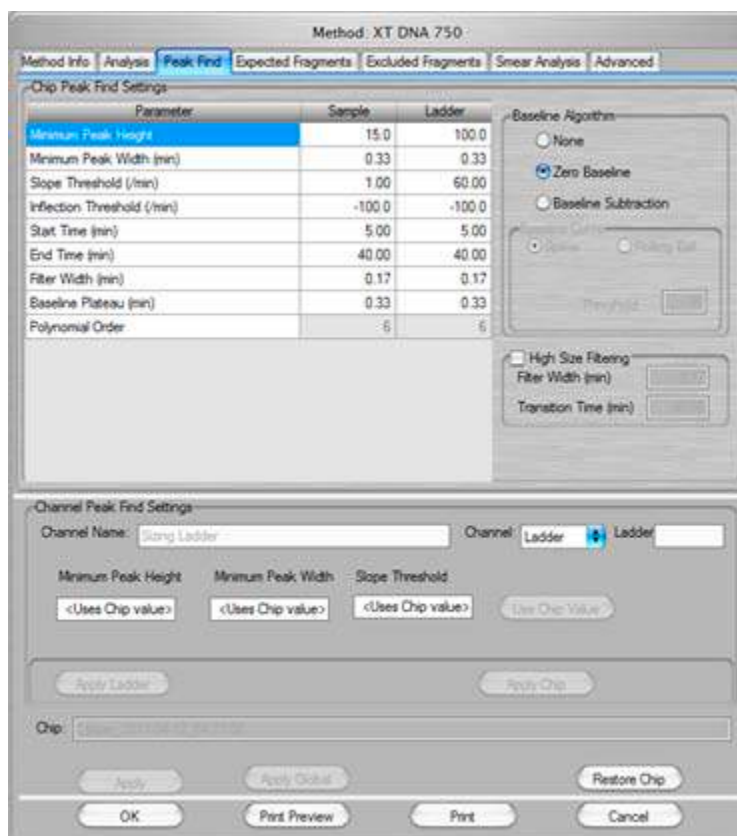 Method: XT DNA 750
Method Info Analysis Peak Find Expected Fragments Excluded Fragments Smear Analysis Advanced
Chip Peak Find Settings
Parameter Sample Ladder
Minimum Peak Height 15.0 100.0
Minimum Peak Width (min) 0.33 0.33
Slope Threshold (/min) 1.00 60.00
Inflection Threshold (/min) -100.0 -100.0
Start Time (min) 5.00 5.00
End Time (min) 40.00 40.00
Filter Width (min) 0.17 0.17
Baseline Plateau (min) 0.33 0.33
Polynomial Order 6 6
Baseline Algorithm
None
Zero Baseline
Baseline Subtraction
Spline Rolling Ball
Threshold
High Size Filtering
Filter Width (min)
Transition Time (min)
Channel Peak Find Settings
Channel Name: Sizing Ladder Channel: Ladder Ladder
Minimum Peak Height Minimum Peak Width Slope Threshold
<Uses Chip value> <Uses Chip value> <Uses Chip value> Use Chip Value
Apply Ladder Apply Chip
Chip:
Apply Apply Global Restore Chip
OK Print Preview Print Cancel